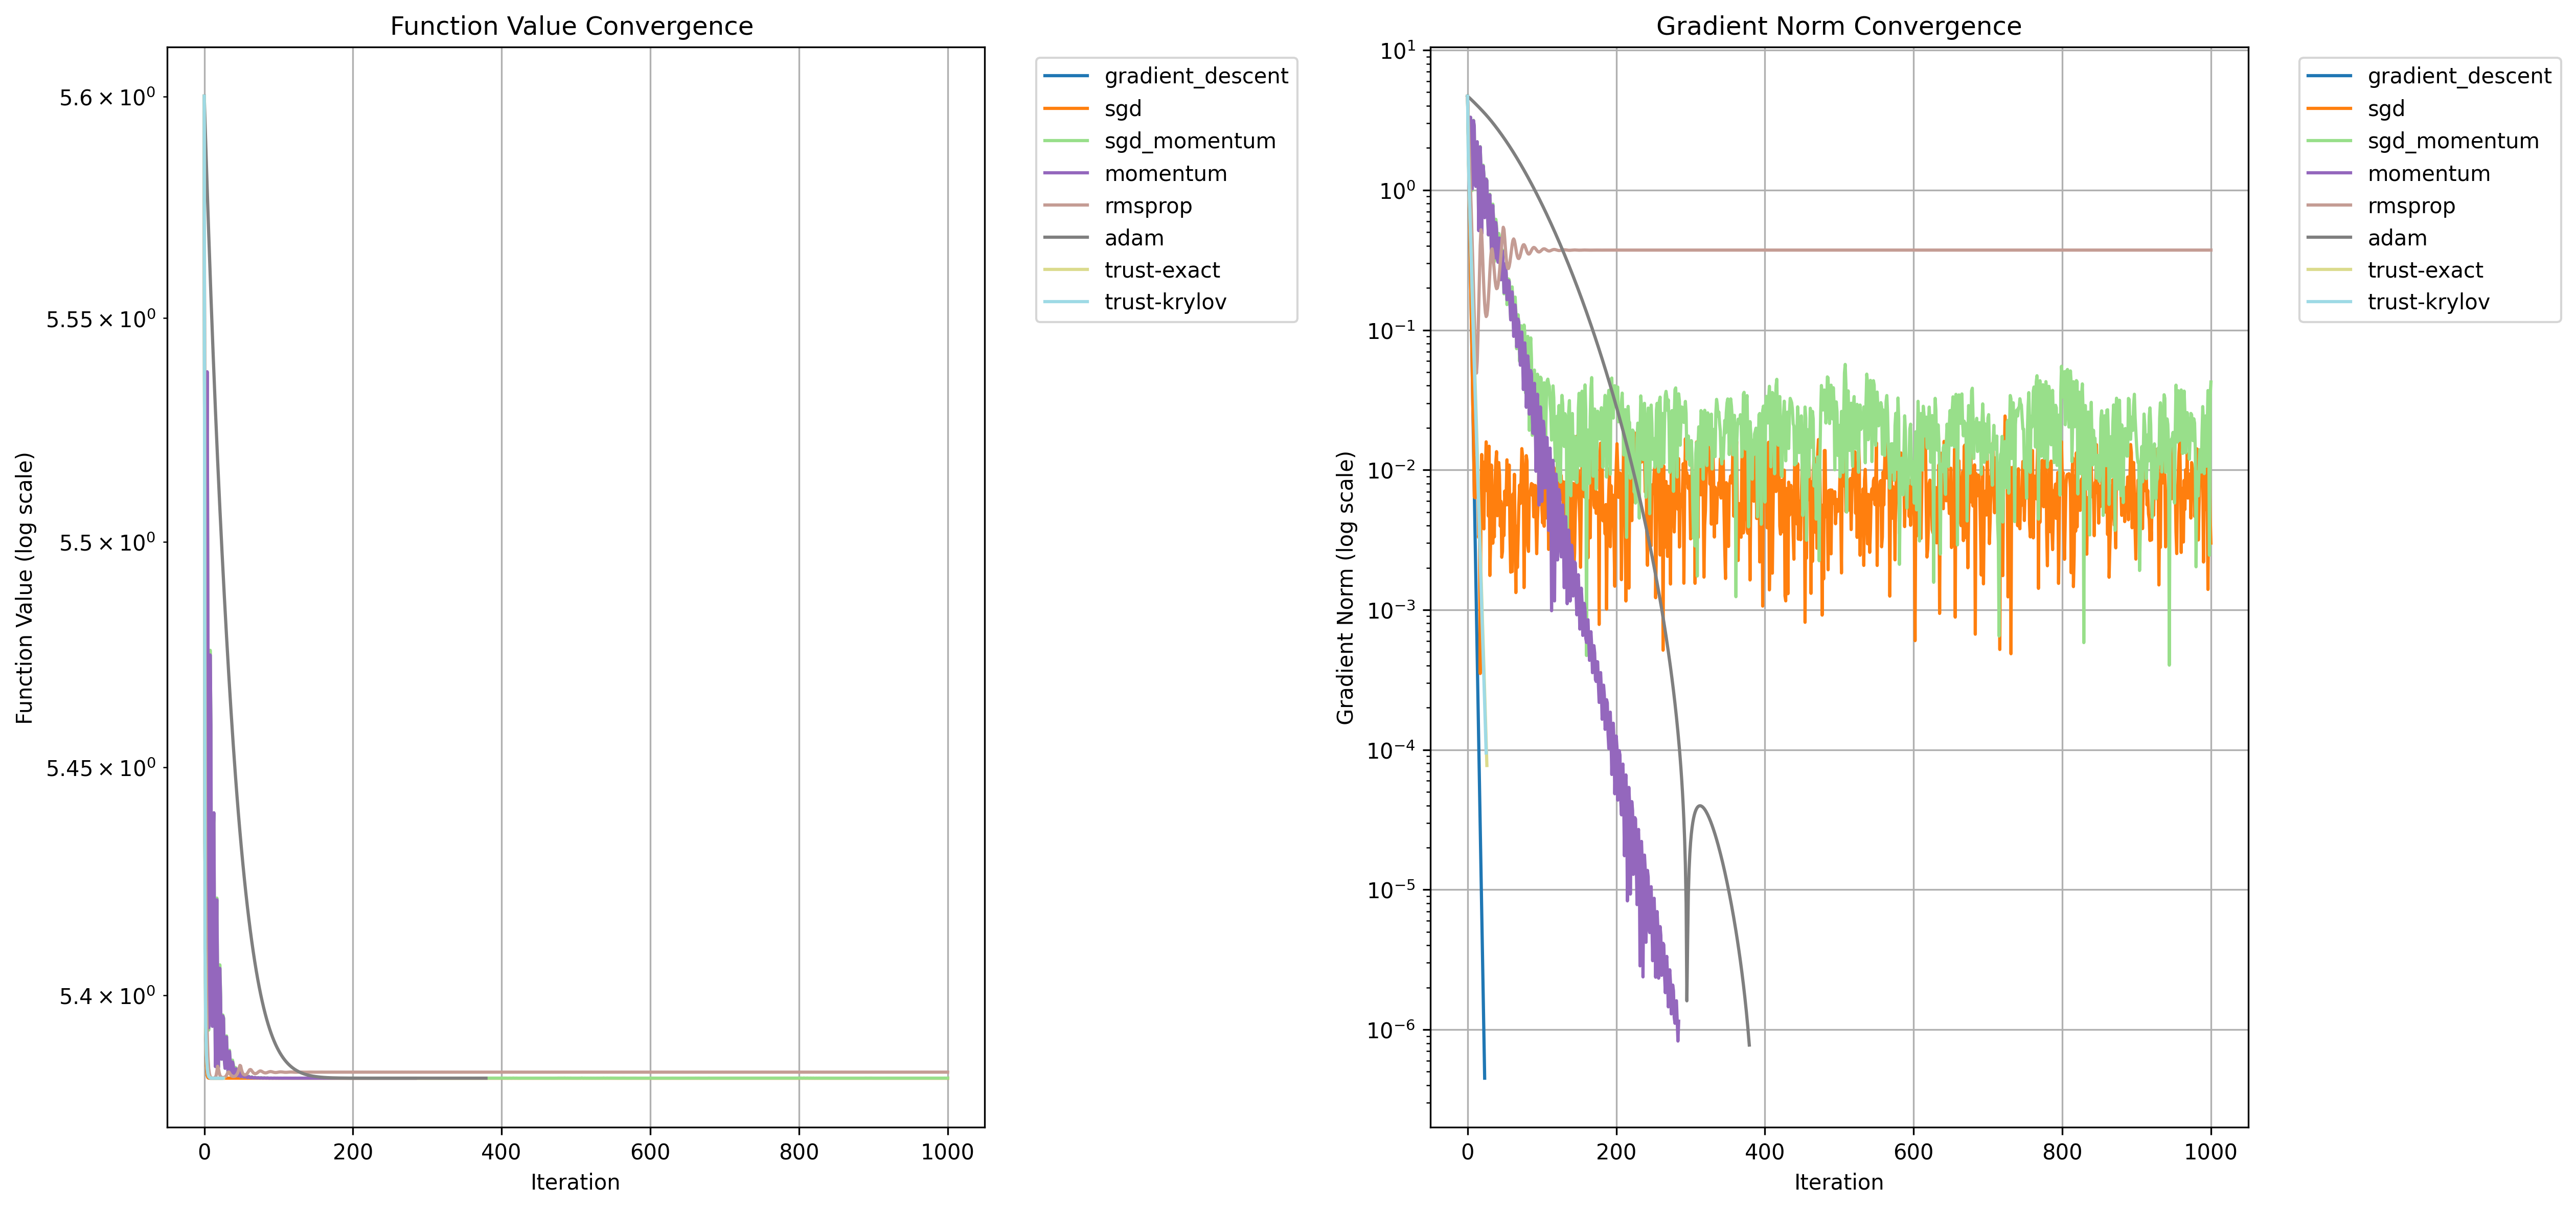 Function Value Convergence
Function Value (log scale)
5.6 × 10⁰
5.55 × 10⁰
5.5 × 10⁰
5.45 × 10⁰
5.4 × 10⁰
0 200 400 600 800 1000
Iteration
gradient_descent
sgd
sgd_momentum
momentum
rmsprop
adam
trust-exact
trust-krylov
Gradient Norm Convergence
Gradient Norm (log scale)
10¹
10⁰
10⁻¹
10⁻²
10⁻³
10⁻⁴
10⁻⁵
10⁻⁶
0 200 400 600 800 1000
Iteration
gradient_descent
sgd
sgd_momentum
momentum
rmsprop
adam
trust-exact
trust-krylov